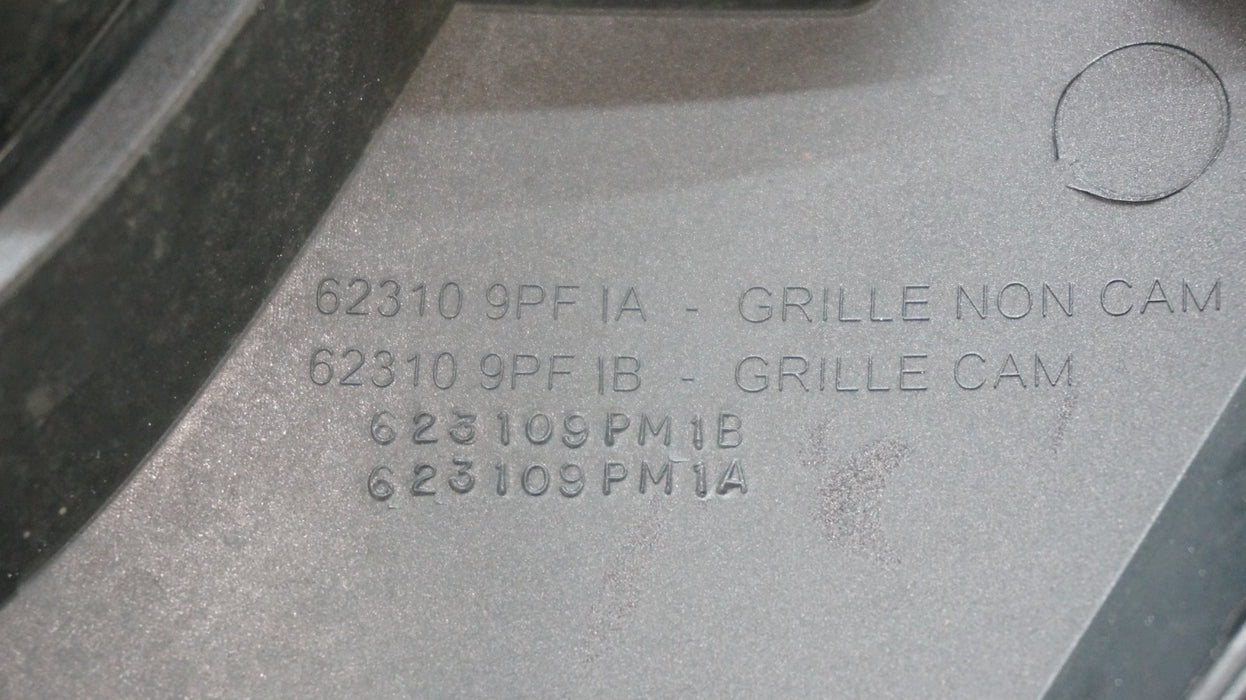 62310 9PF IA - GRILLE NON CAM
62310 9PF IB - GRILLE CAM
623109PM1B
623109PM1A